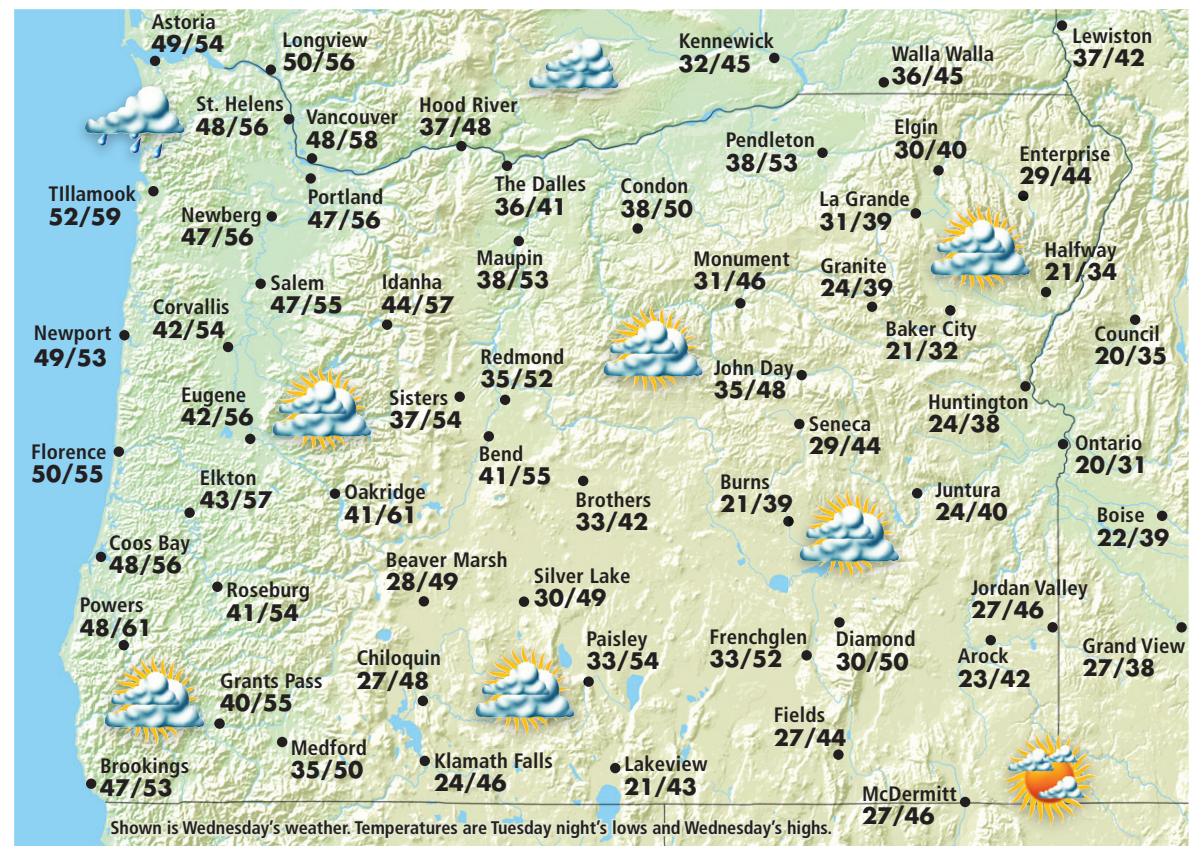 Astoria
49/54
Longview
50/56
Kennewick
32/45
Walla Walla
36/45
Lewiston
37/42
St. Helens
48/56
Vancouver
48/58
Hood River
37/48
Pendleton
38/53
Elgin
30/40
Enterprise
29/44
TIllamook
52/59
Newberg
47/56
Portland
47/56
The Dalles
36/41
Condon
38/50
La Grande
31/39
Maupin
38/53
Monument
31/46
Granite
24/39
Halfway
21/34
Salem
47/55
Idanha
44/57
Corvallis
42/54
Newport
49/53
Baker City
21/32
Council
20/35
Redmond
35/52
John Day
35/48
Eugene
42/56
Sisters
37/54
Huntington
24/38
Seneca
29/44
Ontario
20/31
Florence
50/55
Bend
41/55
Elkton
43/57
Oakridge
41/61
Brothers
33/42
Burns
21/39
Juntura
24/40
Boise
22/39
Coos Bay
48/56
Beaver Marsh
28/49
Silver Lake
30/49
Roseburg
41/54
Jordan Valley
27/46
Powers
48/61
Paisley
33/54
Frenchglen
33/52
Diamond
30/50
Arock
23/42
Grand View
27/38
Chiloquin
27/48
Grants Pass
40/55
Fields
27/44
Medford
35/50
Klamath Falls
24/46
Lakeview
21/43
Brookings
47/53
McDermitt
27/46
Shown is Wednesday's weather. Temperatures are Tuesday night's lows and Wednesday's highs.